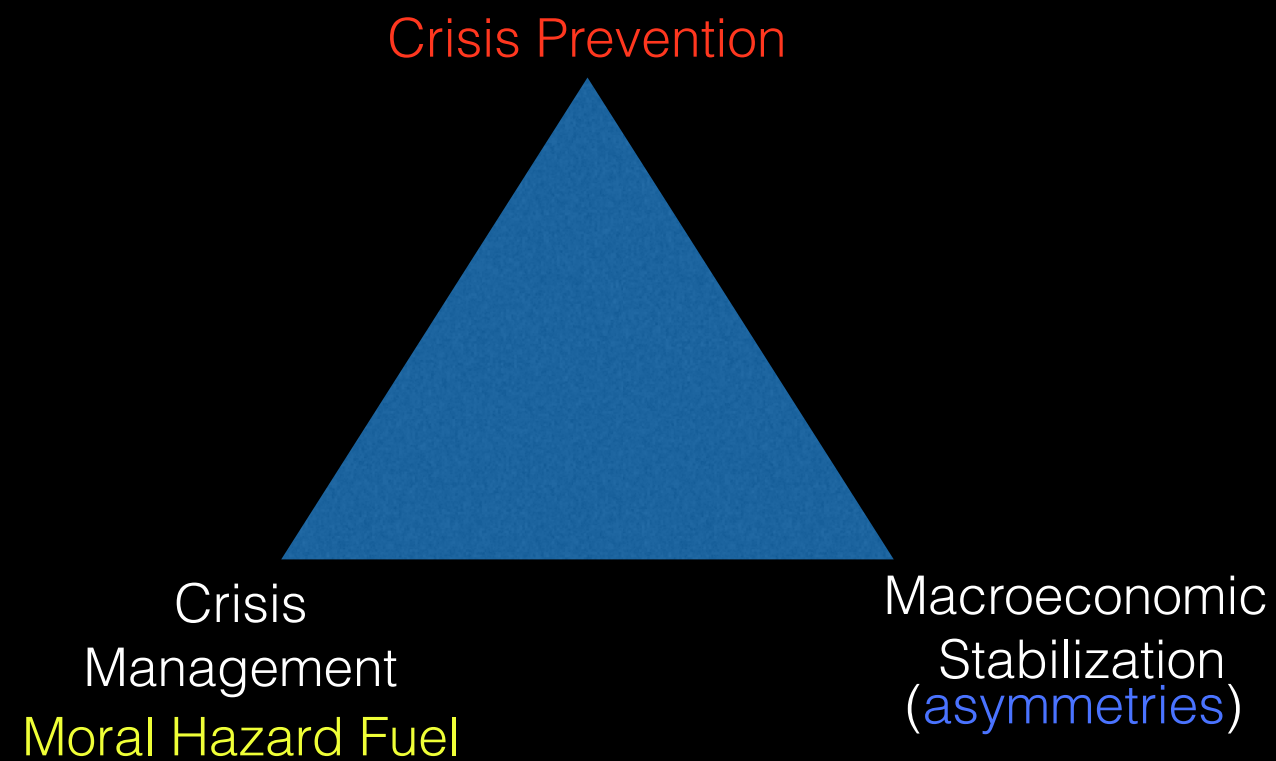 Crisis Prevention
Crisis
Management
Moral Hazard Fuel
Macroeconomic
Stabilization
(asymmetries)